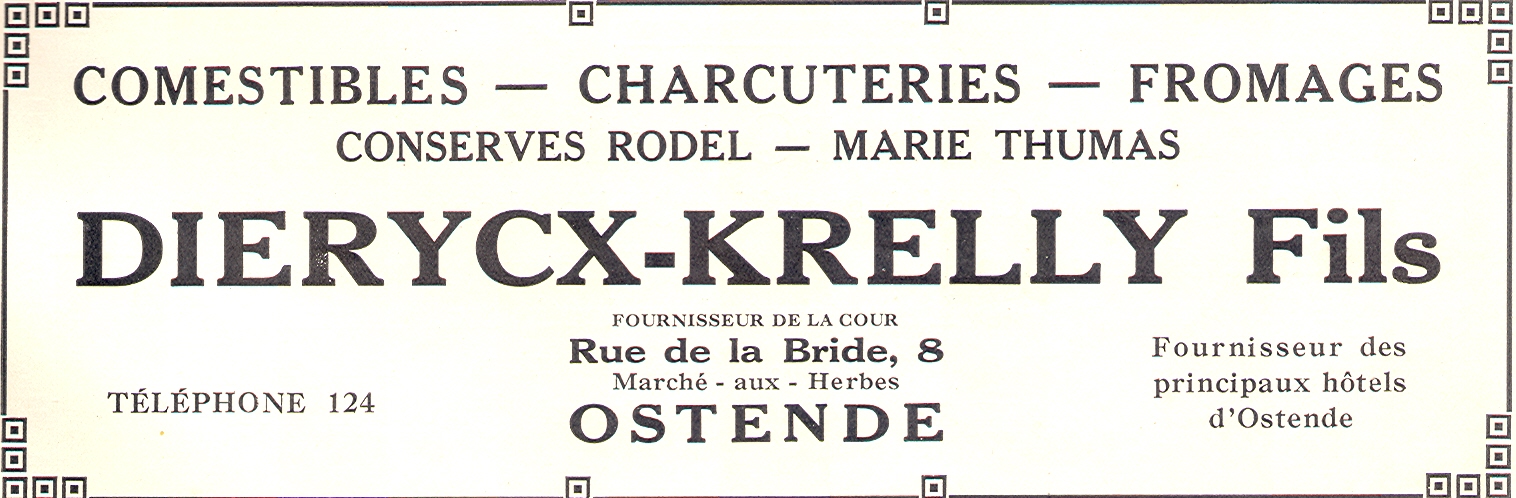 COMESTIBLES — CHARCUTERIES — FROMAGES
CONSERVES RODEL — MARIE THUMAS
DIERYCX-KRELLY Fils
FOURNISSEUR DE LA COUR
Rue de la Bride, 8
Marché - aux - Herbes
OSTENDE
TÉLÉPHONE 124
Fournisseur des
principaux hôtels
d'Ostende